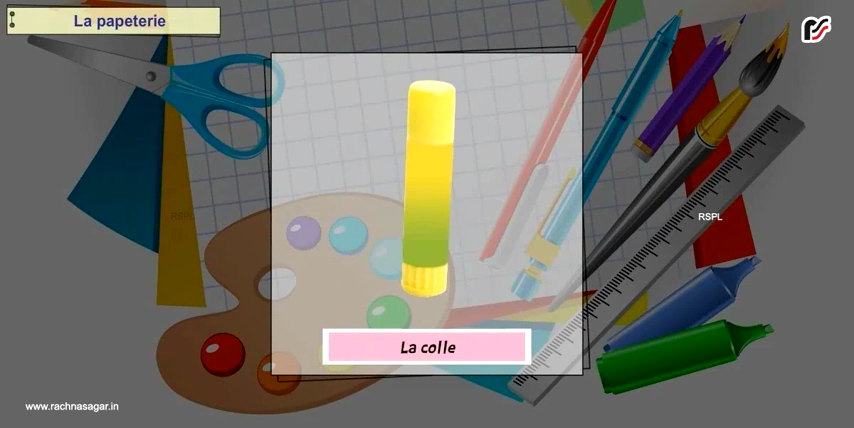 La papeterie
RSPL
RSPL
La colle
www.rachnasagar.in